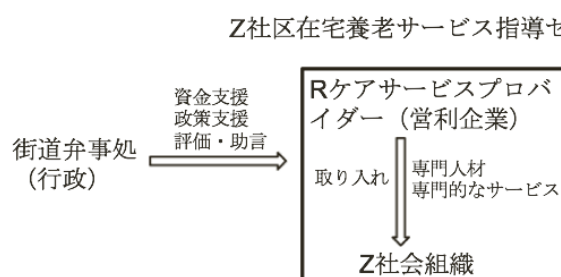 Z社区在宅養老サービス指導セ
Rケアサービスプロバ
イダー（営利企業）
資金支援
政策支援
評価・助言
街道弁事処
（行政）
取り入れ
専門人材
専門的なサービス
Z社会組織